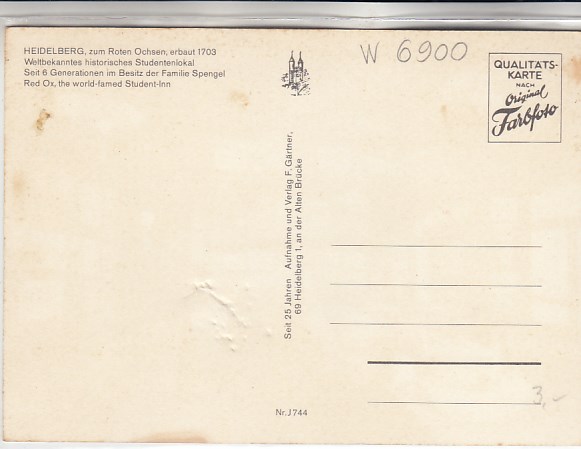 HEIDELBERG, zum Roten Ochsen, erbaut 1703
Weltbekanntes historisches Studentenlokal
Seit 6 Generationen im Besitz der Familie Spengel
Red Ox, the world-famed Student-Inn
W 6900
QUALITÄTS-
KARTE
NACH
Original
Farbfoto
Seit 25 Jahren Aufnahme und Verlag F. Gärtner,
69 Heidelberg 1, an der Alten Brücke
3,-
Nr. J 744